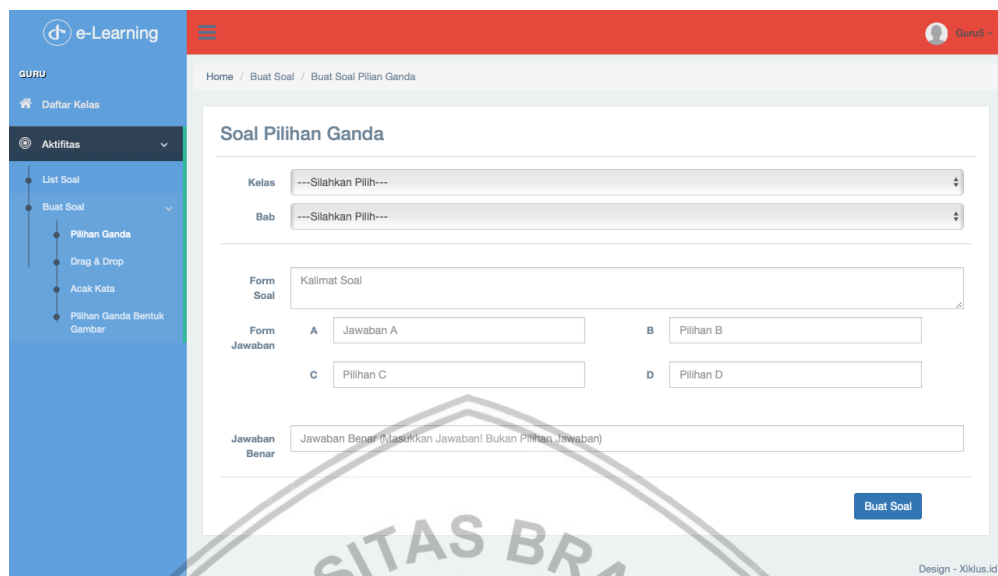 e-Learning
Guru5
GURU
Daftar Kelas
Aktifitas
List Soal
Buat Soal
Pilihan Ganda
Drag & Drop
Acak Kata
Pilihan Ganda Bentuk
Gambar
Home / Buat Soal / Buat Soal Pilian Ganda
Soal Pilihan Ganda
Kelas ---Silahkan Pilih---
Bab ---Silahkan Pilih---
Form
Soal
Kalimat Soal
Form
Jawaban
A Jawaban A B Pilihan B
C Pilihan C D Pilihan D
Jawaban
Benar
Jawaban Benar (Masukkan Jawaban! Bukan Pilihan Jawaban)
Buat Soal
Design - Xiklus.id